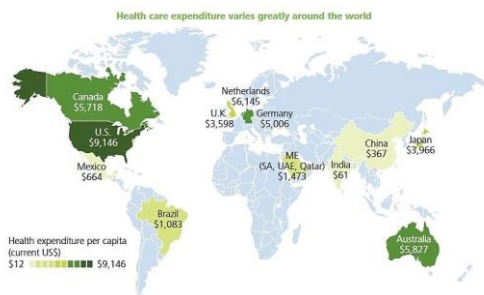 Health care expenditure varies greatly around the world
Canada
$5,718
Netherlands
$6,145
U.K.
$3,598
Germany
$5,006
U.S.
$9,146
China
$367
Japan
$3,966
Mexico
$664
ME
(SA, UAE, Qatar)
$1,473
India
$61
Brazil
$1,083
Australia
$5,827
Health expenditure per capita
(current US$)
$12 $9,146